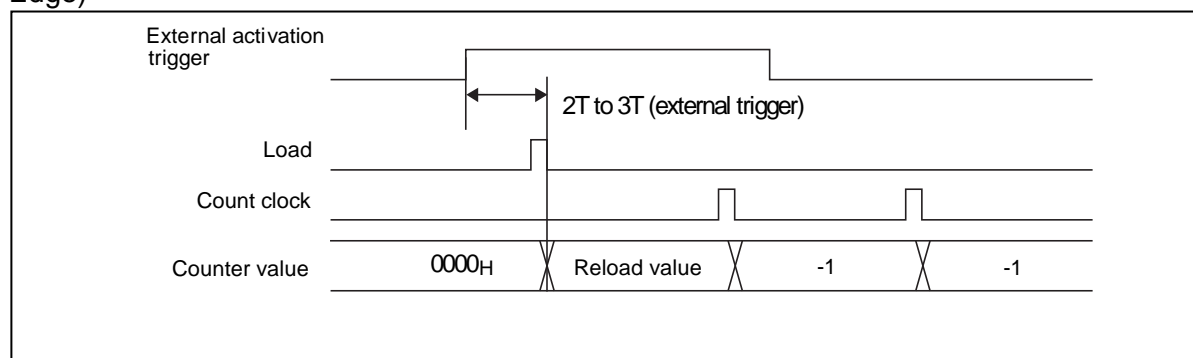 Edge)
External activation
trigger
2T to 3T (external trigger)
Load
Count clock
Counter value 0000H Reload value -1 -1